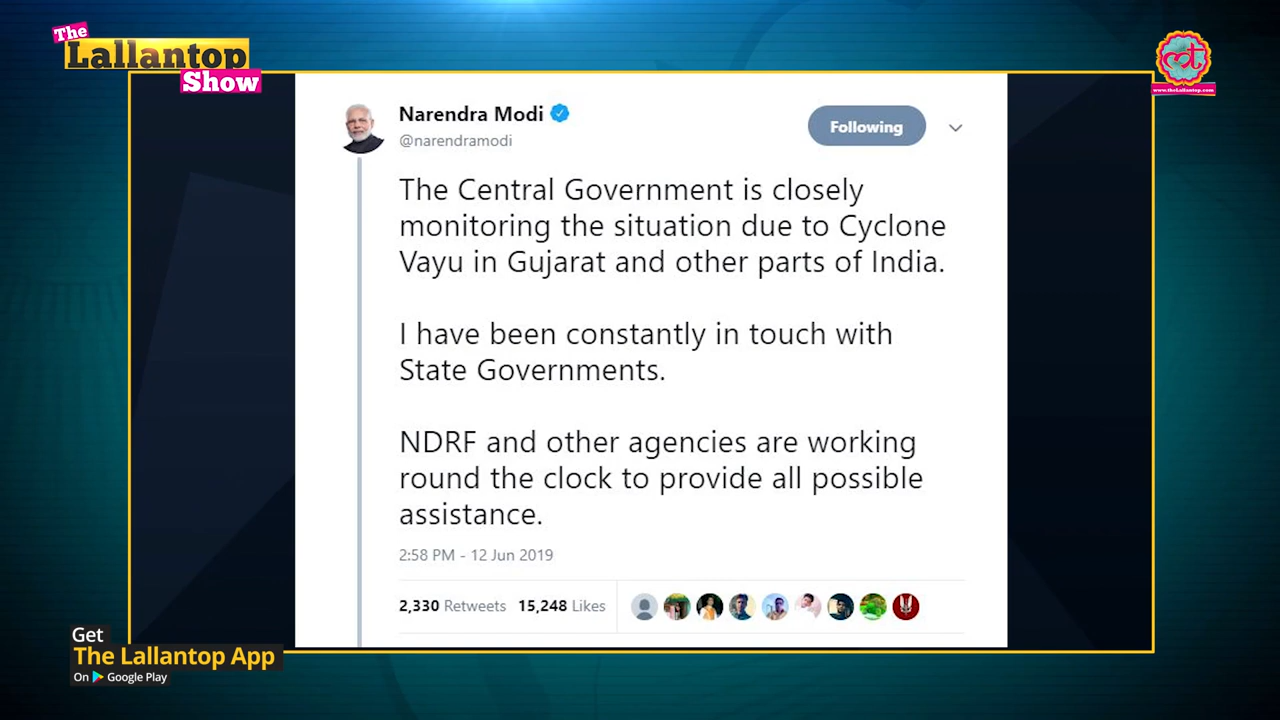 The
Lallantop
Show
www.theLallantop.com
Narendra Modi
@narendramodi
Following
The Central Government is closely
monitoring the situation due to Cyclone
Vayu in Gujarat and other parts of India.
I have been constantly in touch with
State Governments.
NDRF and other agencies are working
round the clock to provide all possible
assistance.
2:58 PM - 12 Jun 2019
2,330 Retweets 15,248 Likes
Get
The Lallantop App
On Google Play